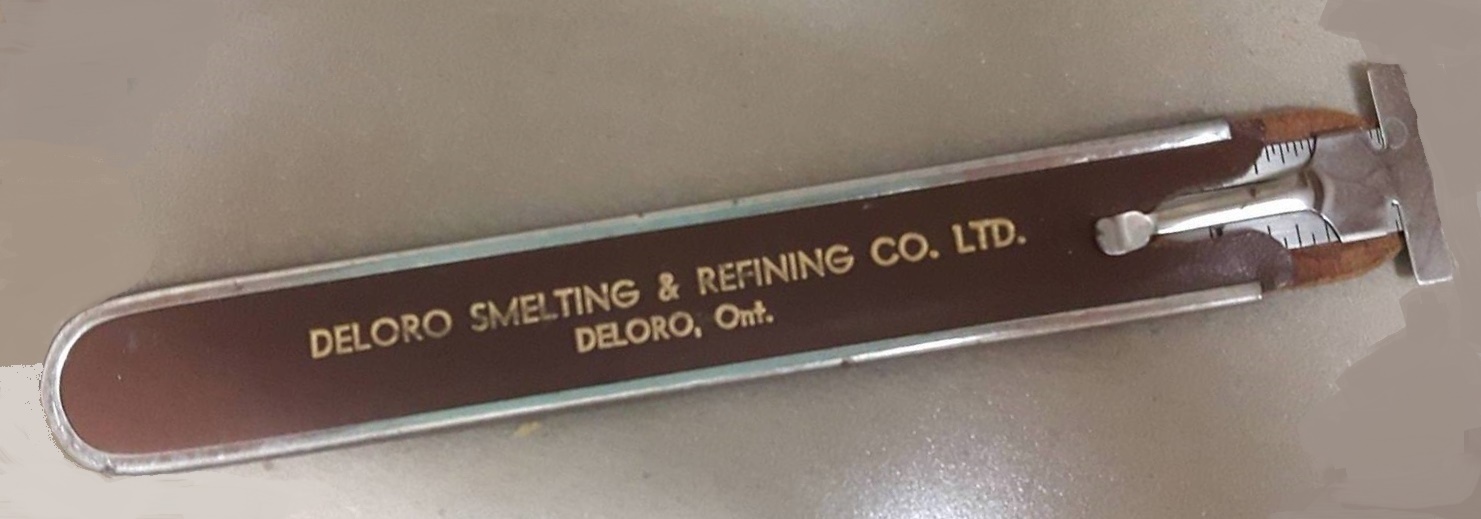 DELORO SMELTING & REFINING CO. LTD.
DELORO, Ont.